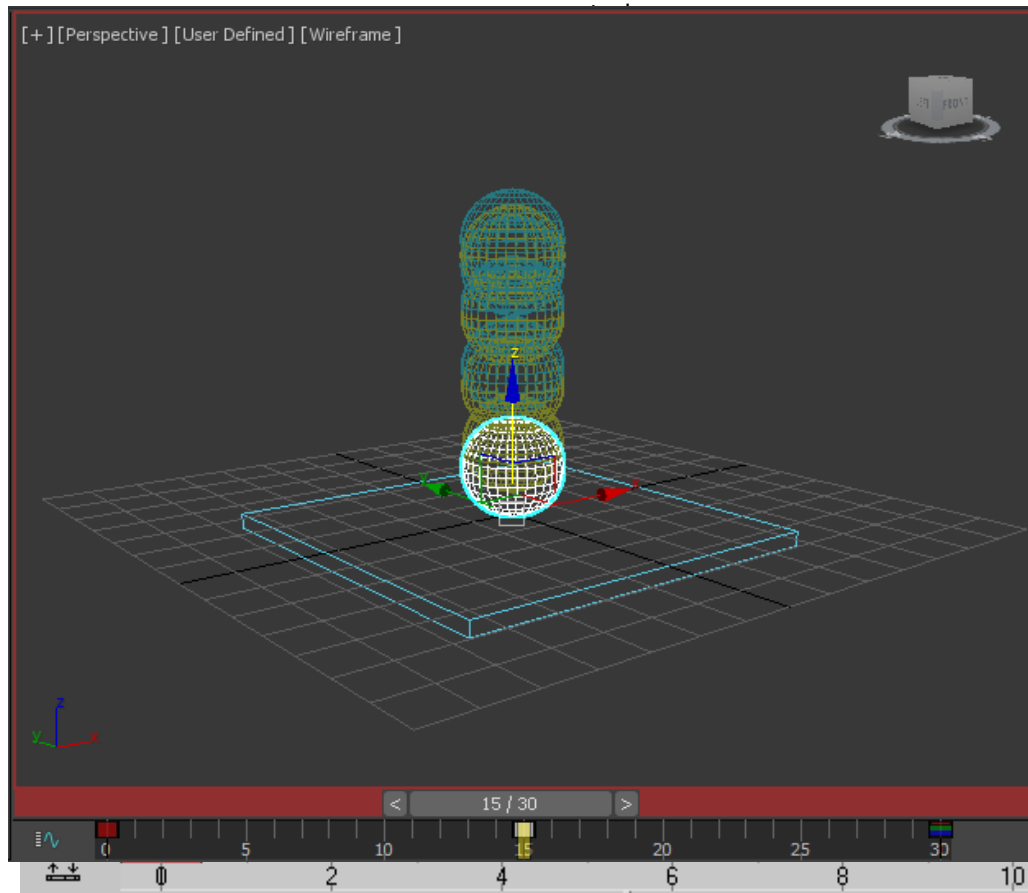 [+] [Perspective ] [User Defined ] [Wireframe ]
FRONT
z
y
x
z
y
x
< 15 / 30 >
0 5 10 15 20 25 30
0 2 4 6 8 10